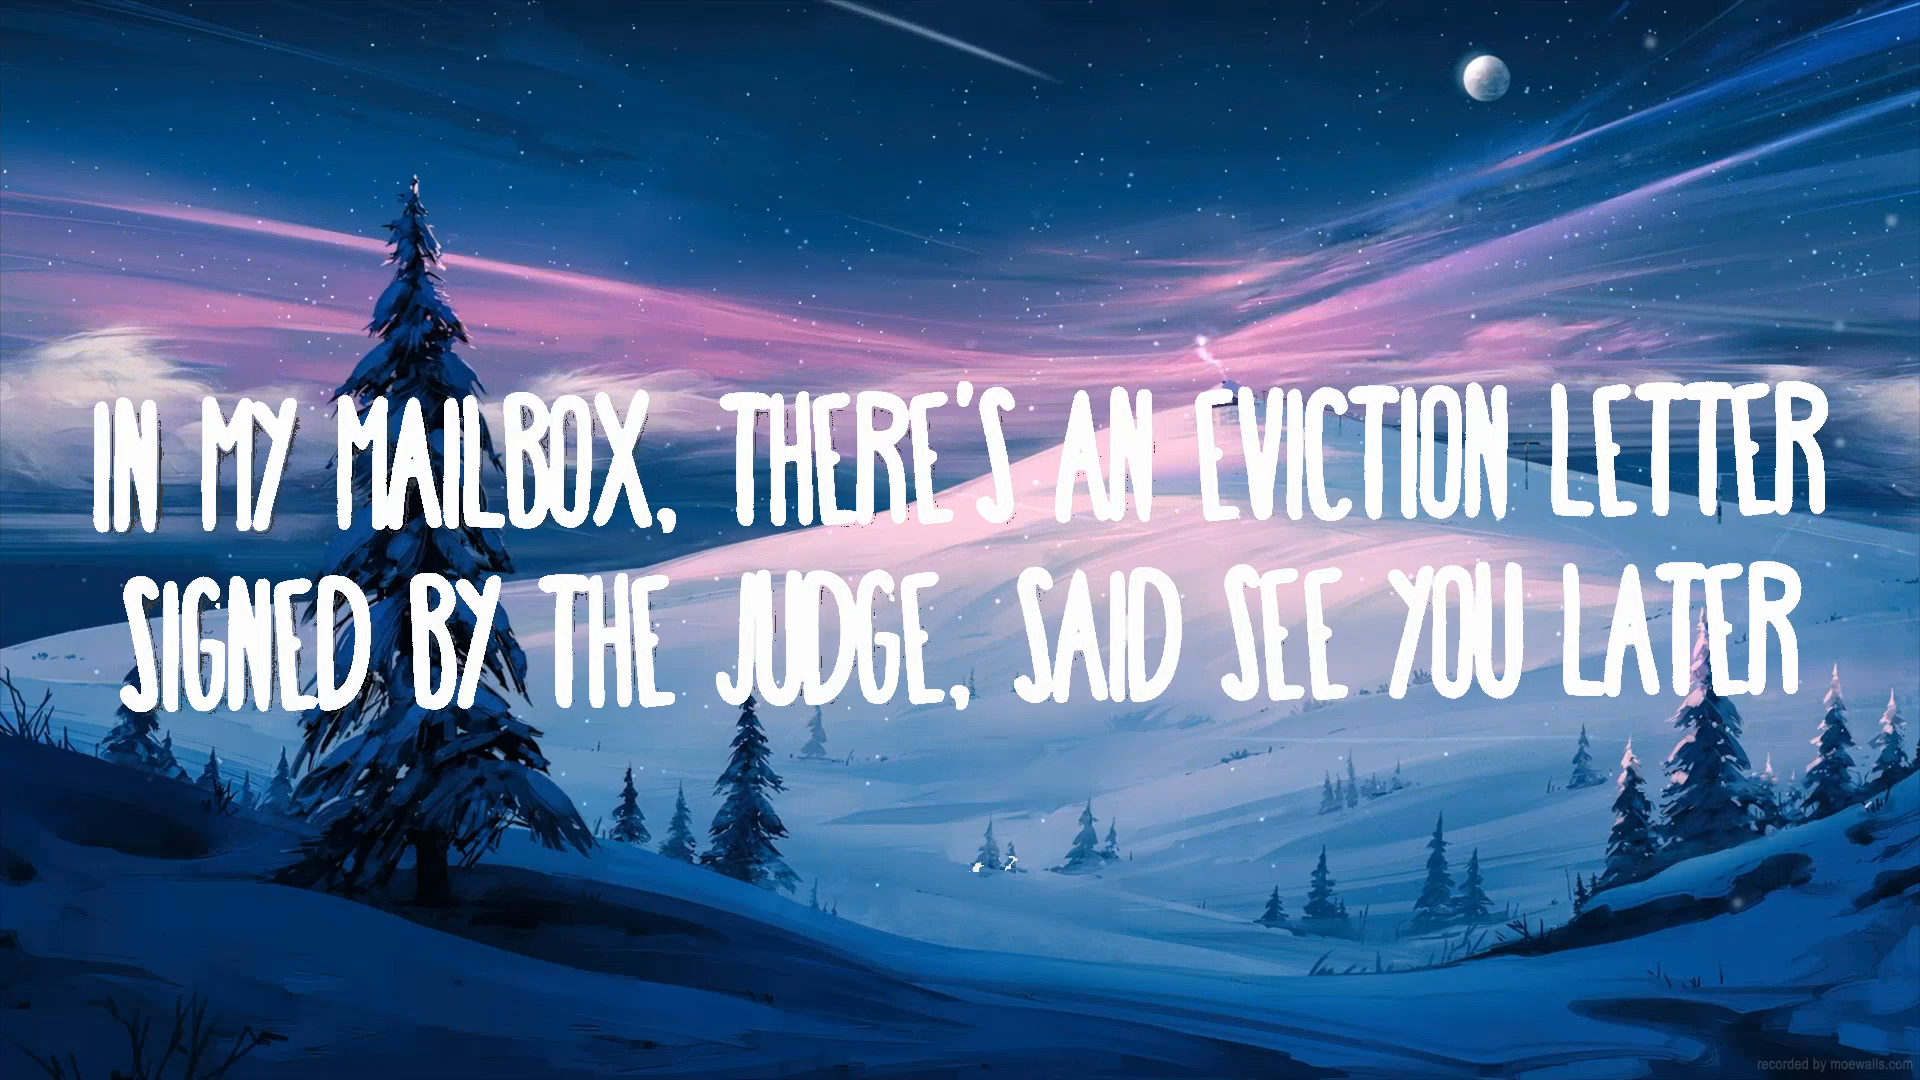 IN MY MAILBOX, THERE'S AN EVICTION LETTER
SIGNED BY THE JUDGE, SAID SEE YOU LATER
recorded by moewalls.com